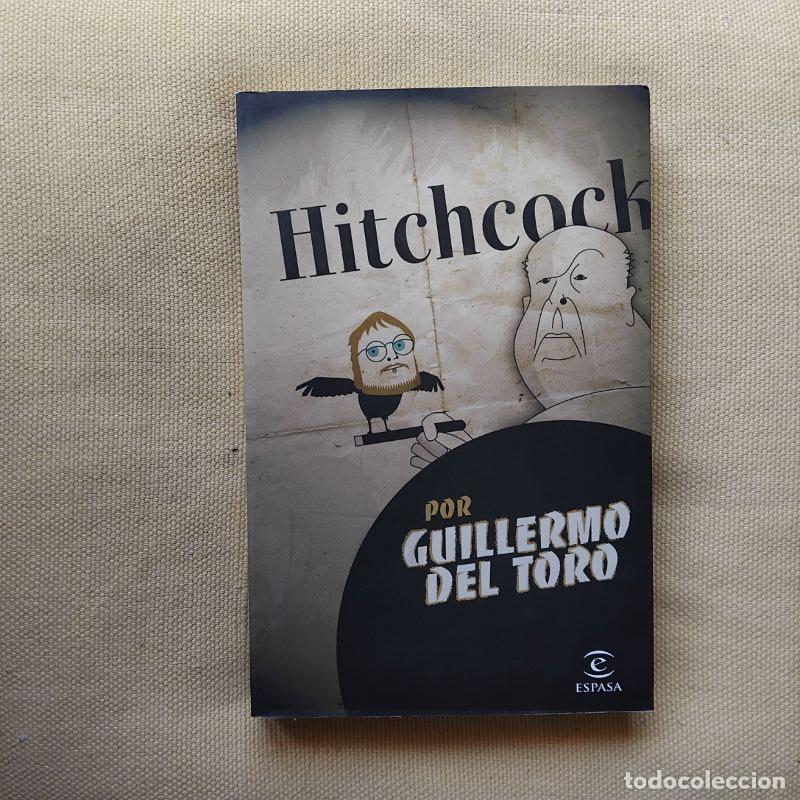 Hitchcock
POR
GUILLERMO
DEL TORO
e
ESPASA
todocoleccion